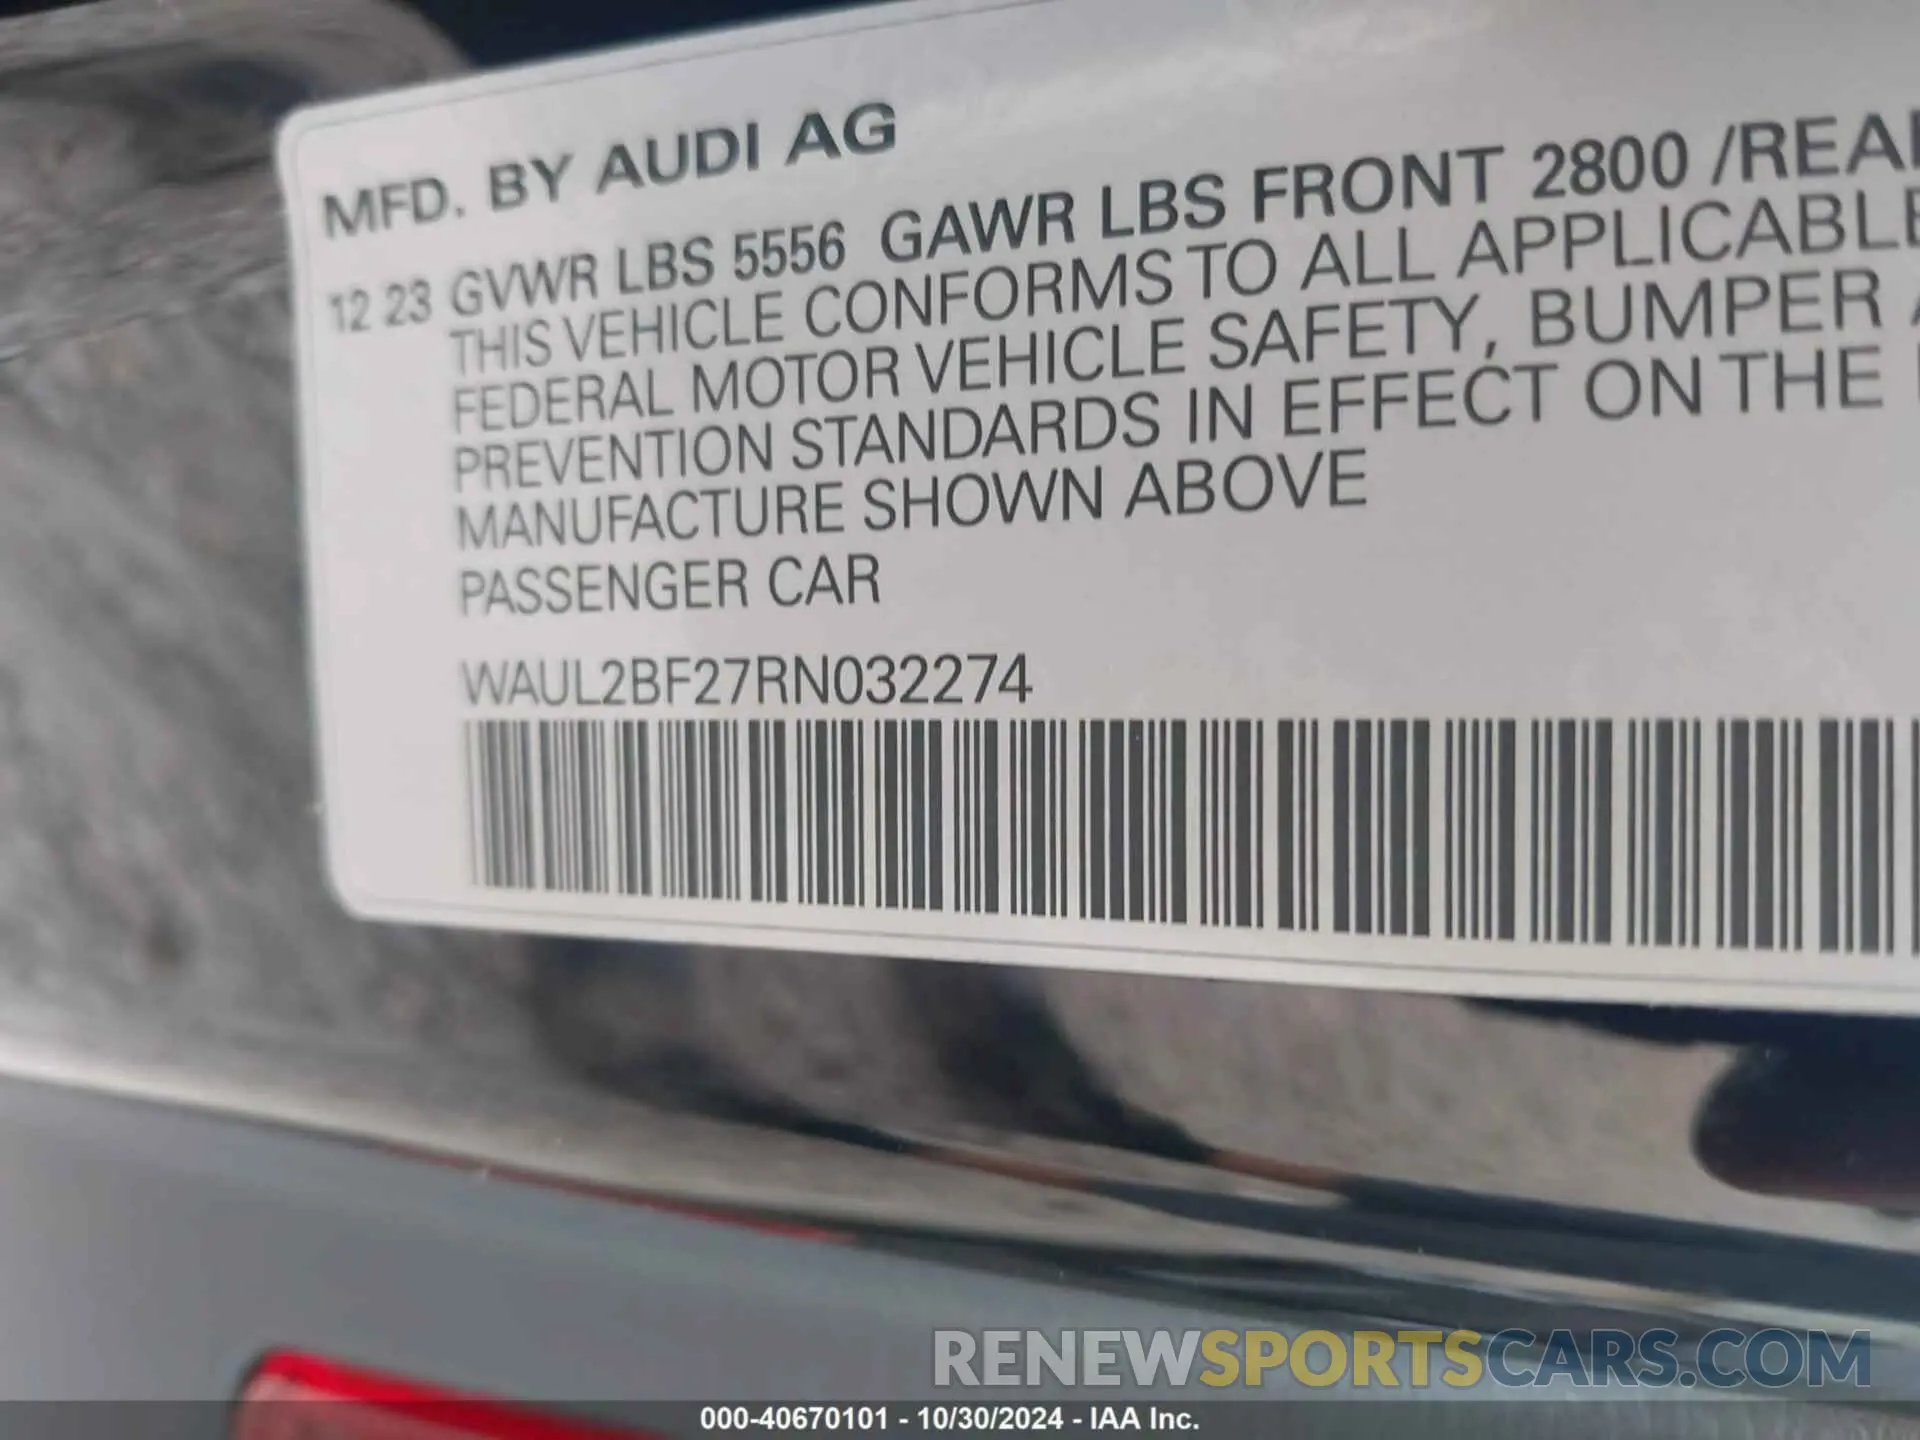 MFD. BY AUDI AG
12 23 GVWR LBS 5556 GAWR LBS FRONT 2800 /REAR
THIS VEHICLE CONFORMS TO ALL APPLICABLE
FEDERAL MOTOR VEHICLE SAFETY, BUMPER
PREVENTION STANDARDS IN EFFECT ON THE
MANUFACTURE SHOWN ABOVE
PASSENGER CAR
WAUL2BF27RN032274
RENEWSPORTSCARS.COM
000-40670101 - 10/30/2024 - IAA Inc.